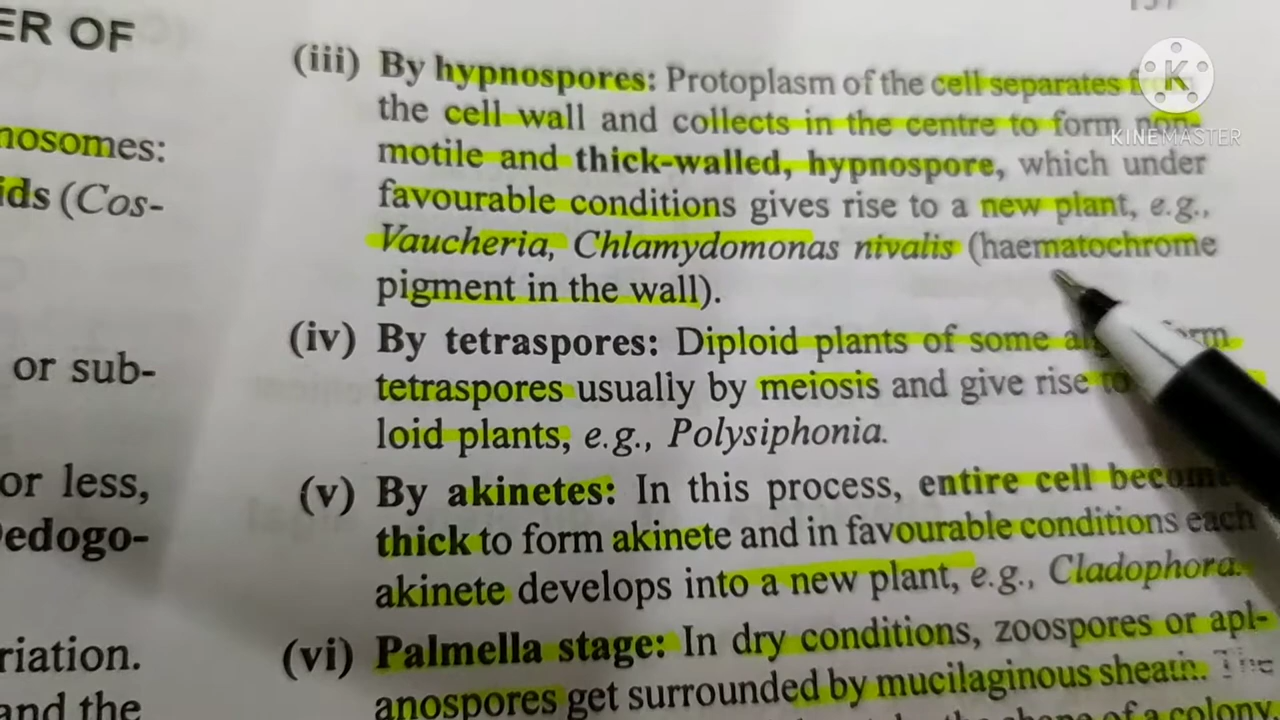 ER OF
nosomes:
ids (Cos-
or sub-
or less,
edogo-
riation.
and the
(iii) By hypnospores: Protoplasm of the cell separates
the cell wall and collects in the centre to form non-
motile and thick-walled, hypnospore, which under
favourable conditions gives rise to a new plant, e.g.,
Vaucheria, Chlamydomonas nivalis (haematochrome
pigment in the wall).
(iv) By tetraspores: Diploid plants of some
tetraspores usually by meiosis and give rise to
loid plants, e.g., Polysiphonia.
(v) By akinetes: In this process, entire cell
thick to form akinete and in favourable conditions each
akinete develops into a new plant, e.g., Cladophora.
(vi) Palmella stage: In dry conditions, zoospores or apl-
anospores get surrounded by mucilaginous sheath. The
of a colony
K
KINEMASTER